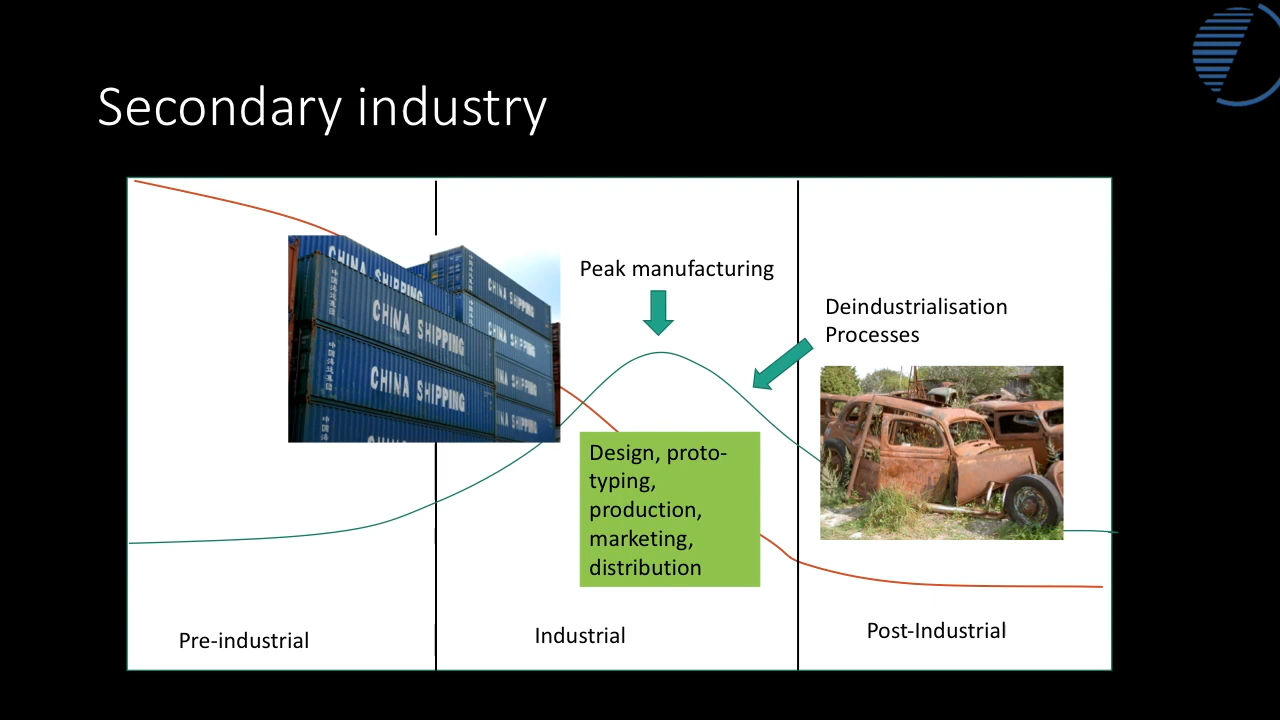 Secondary industry
Peak manufacturing
Deindustrialisation
Processes
CHINA SHIPPING
CHINA SHIPPING
CHINA SHIPPING
CHINA SHIPPING
CHINA SHIPPING
Design, proto-
typing,
production,
marketing,
distribution
Pre-industrial
Industrial
Post-Industrial